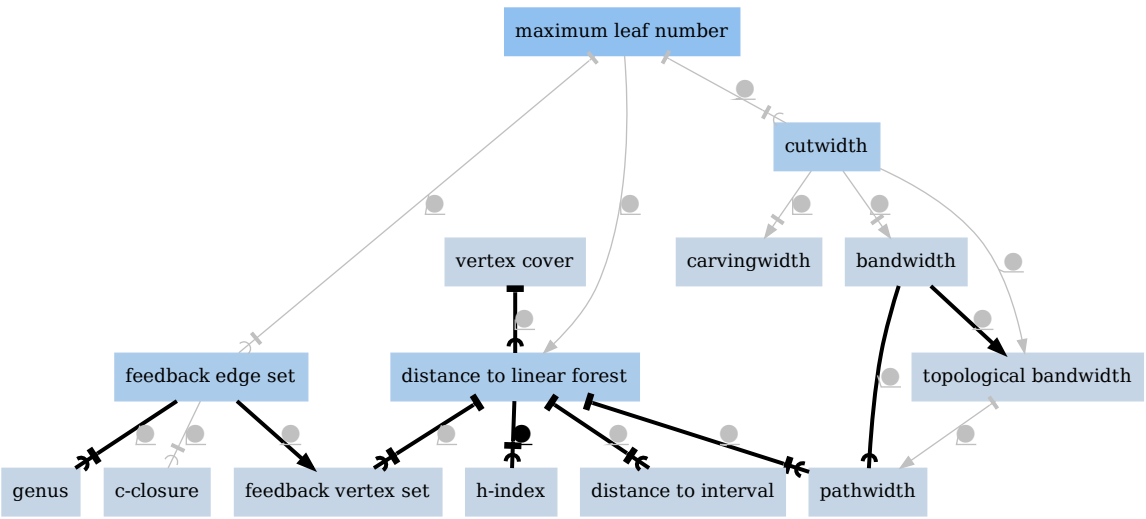 maximum leaf number
cutwidth
vertex cover
carvingwidth
bandwidth
feedback edge set
distance to linear forest
topological bandwidth
genus
c-closure
feedback vertex set
h-index
distance to interval
pathwidth